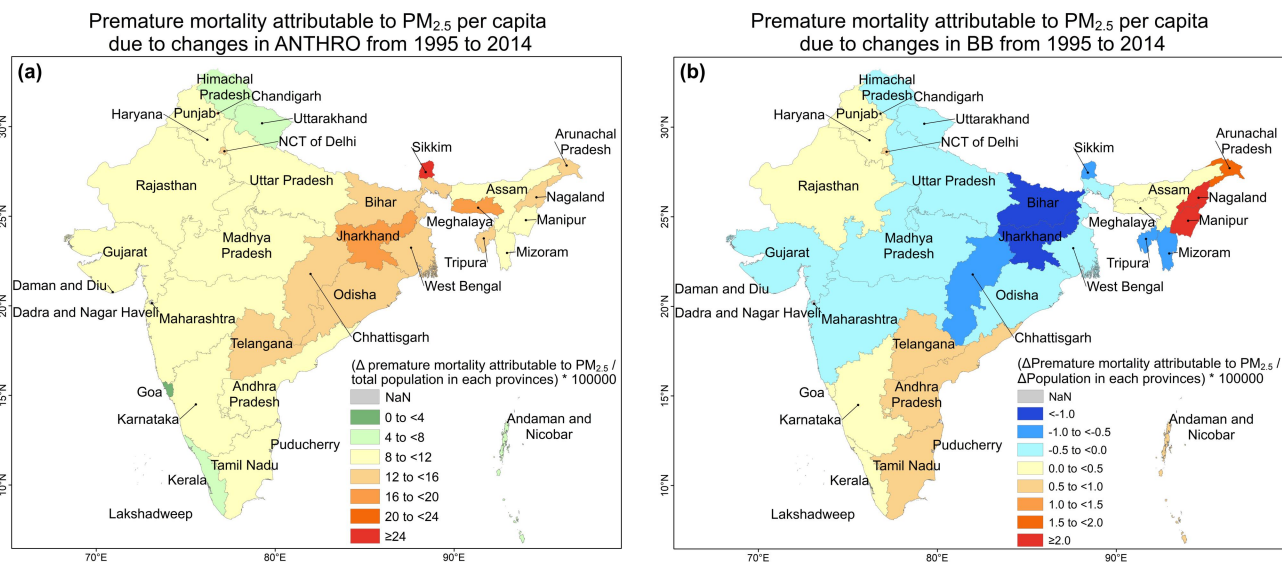 Premature mortality attributable to PM2.5 per capita
due to changes in ANTHRO from 1995 to 2014
(a)
Himachal
Pradesh
Chandigarh
Haryana
Punjab
Uttarakhand
NCT of Delhi
Arunachal
Pradesh
Sikkim
Rajasthan
Uttar Pradesh
Assam
Nagaland
Bihar
Meghalaya
Manipur
Gujarat
Madhya
Pradesh
Jharkhand
Tripura
Mizoram
Daman and Diu
Dadra and Nagar Haveli
West Bengal
Odisha
Maharashtra
Chhattisgarh
Telangana
Goa
Karnataka
Andhra
Pradesh
Andaman and
Nicobar
Puducherry
Tamil Nadu
Kerala
Lakshadweep
(Δ premature mortality attributable to PM2.5 /
total population in each provinces) * 100000
NaN
0 to <4
4 to <8
8 to <12
12 to <16
16 to <20
20 to <24
≥24
30°N
25°N
20°N
15°N
10°N
70°E
80°E
90°E
Premature mortality attributable to PM2.5 per capita
due to changes in BB from 1995 to 2014
(b)
Himachal
Pradesh
Chandigarh
Haryana
Punjab
Uttarakhand
NCT of Delhi
Arunachal
Pradesh
Sikkim
Rajasthan
Uttar Pradesh
Assam
Nagaland
Bihar
Meghalaya
Manipur
Gujarat
Madhya
Pradesh
Jharkhand
Tripura
Mizoram
Daman and Diu
Dadra and Nagar Haveli
West Bengal
Odisha
Maharashtra
Chhattisgarh
Telangana
Goa
Karnataka
Andhra
Pradesh
Andaman and
Nicobar
Puducherry
Tamil Nadu
Kerala
Lakshadweep
(ΔPremature mortality attributable to PM2.5 /
ΔPopulation in each provinces) * 100000
NaN
<-1.0
-1.0 to <-0.5
-0.5 to <0.0
0.0 to <0.5
0.5 to <1.0
1.0 to <1.5
1.5 to <2.0
≥2.0
30°N
25°N
20°N
15°N
10°N
70°E
80°E
90°E